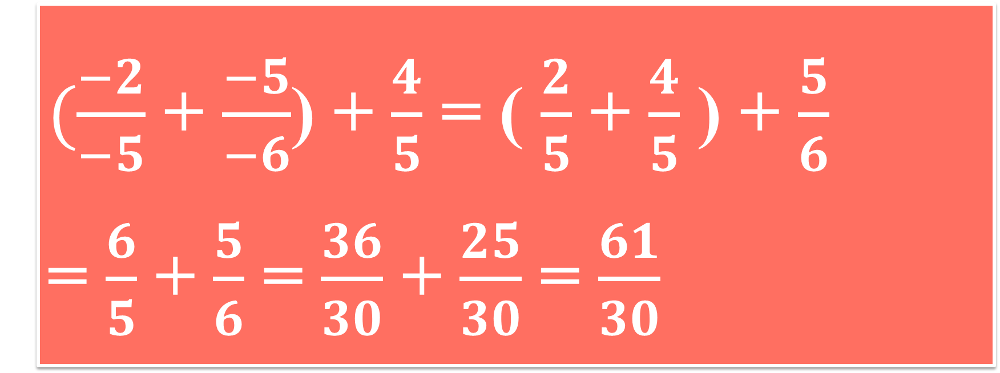 (−2/−5 + −5/−6) + 4/5 = (2/5 + 4/5) + 5/6
= 6/5 + 5/6 = 36/30 + 25/30 = 61/30